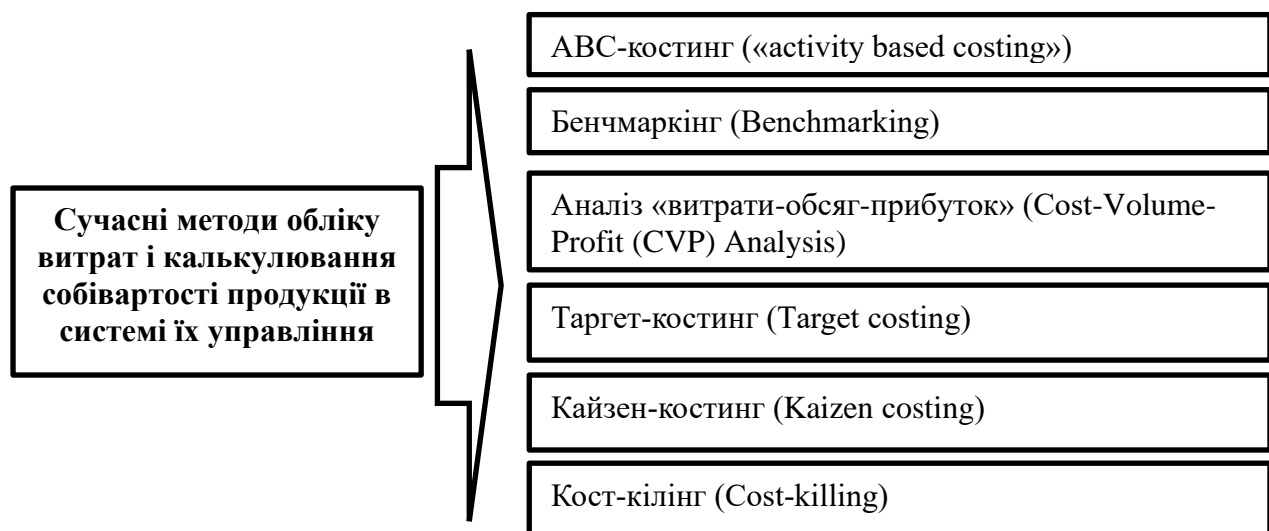 Сучасні методи обліку
витрат і калькулювання
собівартості продукції в
системі їх управління
АВС-костинг («activity based costing»)
Бенчмаркінг (Benchmarking)
Аналіз «витрати-обсяг-прибуток» (Cost-Volume-
Profit (CVP) Analysis)
Таргет-костинг (Target costing)
Кайзен-костинг (Kaizen costing)
Кост-кілінг (Cost-killing)